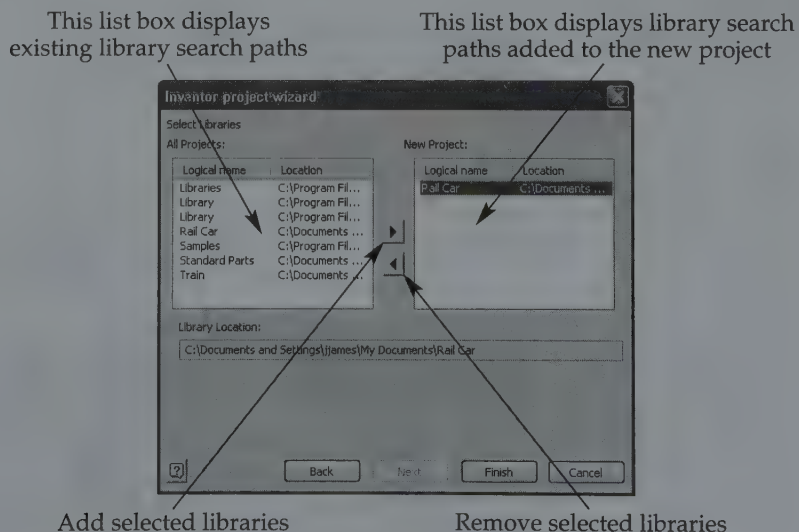 This list box displays
existing library search paths
This list box displays library search
paths added to the new project
Inventor project wizard
Select Libraries
All Projects:
New Project:
Logical name Location
Libraries C:\Program Fil...
Library C:\Program Fil...
Library C:\Program Fil...
Rail Car C:\Documents ...
Samples C:\Program Fil...
Standard Parts C:\Documents ...
Train C:\Documents ...
Logical name Location
Rail Car C:\Documents ...
Library Location:
C:\Documents and Settings\jjames\My Documents\Rail Car
Back Next Finish Cancel
Add selected libraries
Remove selected libraries